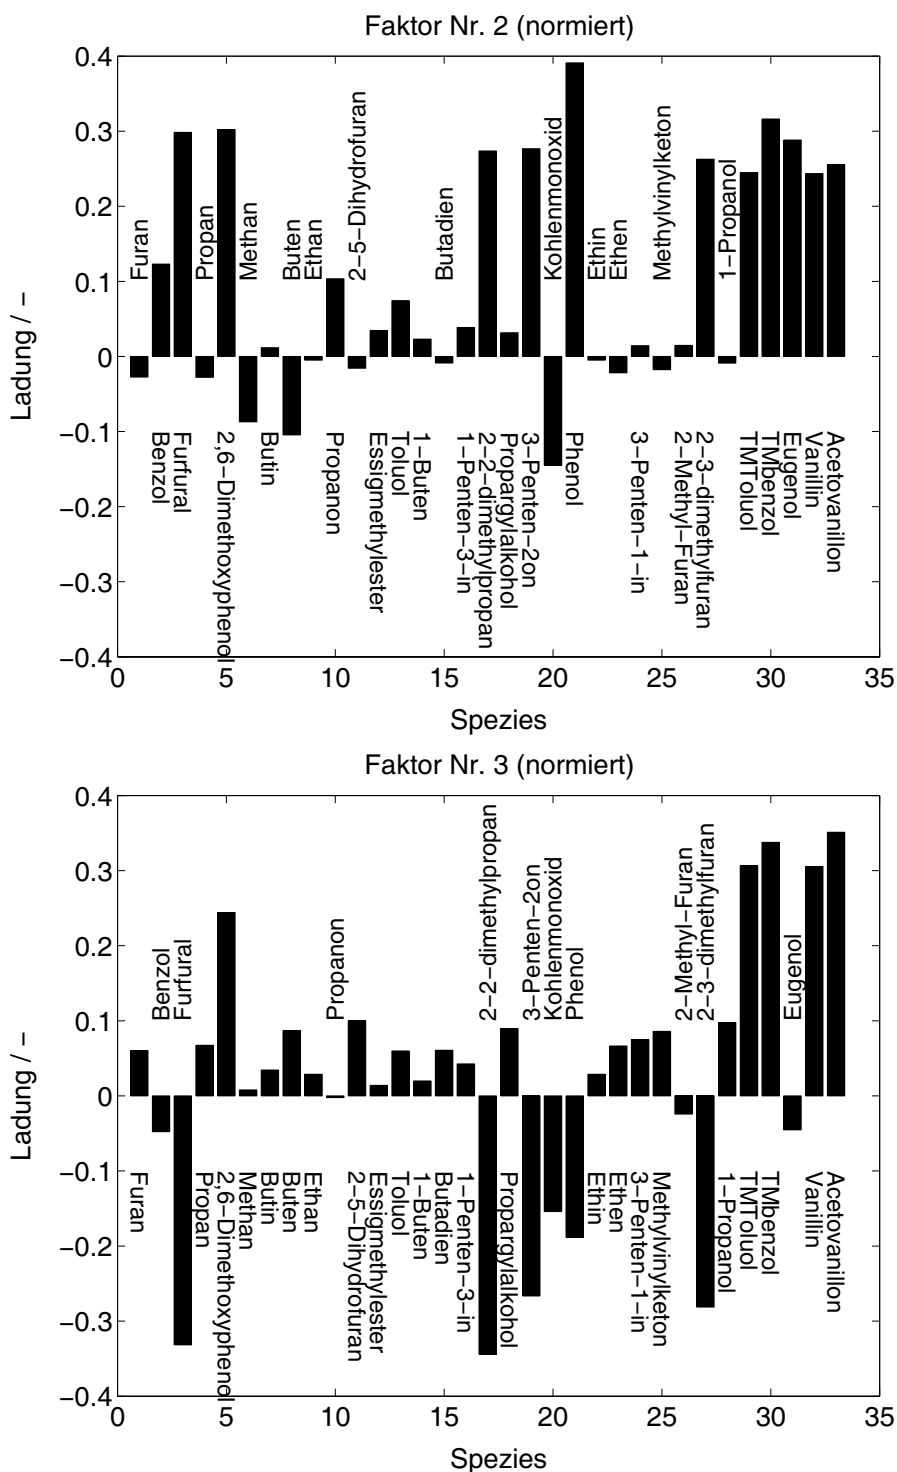 Faktor Nr. 2 (normiert)
Ladung / −
0.4
0.3
0.2
0.1
0
−0.1
−0.2
−0.3
−0.4
Furan
Benzol
Furfural
Propan
2,6−Dimethoxyphenol
Methan
Butin
Buten
Ethan
Propanon
2−5−Dihydrofuran
Essigmethylester
Toluol
1−Buten
Butadien
1−Penten−3−in
2−2−dimethylpropan
Propargylalkohol
3−Penten−2on
Kohlenmonoxid
Phenol
Ethin
Ethen
3−Penten−1−in
Methylvinylketon
2−Methyl−Furan
2−3−dimethylfuran
1−Propanol
TMToluol
TMbenzol
Eugenol
Vanillin
Acetovanillon
0 5 10 15 20 25 30 35
Spezies
Faktor Nr. 3 (normiert)
Ladung / −
0.4
0.3
0.2
0.1
0
−0.1
−0.2
−0.3
−0.4
Furan
Benzol
Furfural
Propan
2,6−Dimethoxyphenol
Methan
Butin
Buten
Ethan
Propanon
2−5−Dihydrofuran
Essigmethylester
Toluol
1−Buten
Butadien
1−Penten−3−in
2−2−dimethylpropan
Propargylalkohol
3−Penten−2on
Kohlenmonoxid
Phenol
Ethin
Ethen
3−Penten−1−in
Methylvinylketon
2−Methyl−Furan
2−3−dimethylfuran
1−Propanol
TMToluol
TMbenzol
Eugenol
Vanillin
Acetovanillon
0 5 10 15 20 25 30 35
Spezies